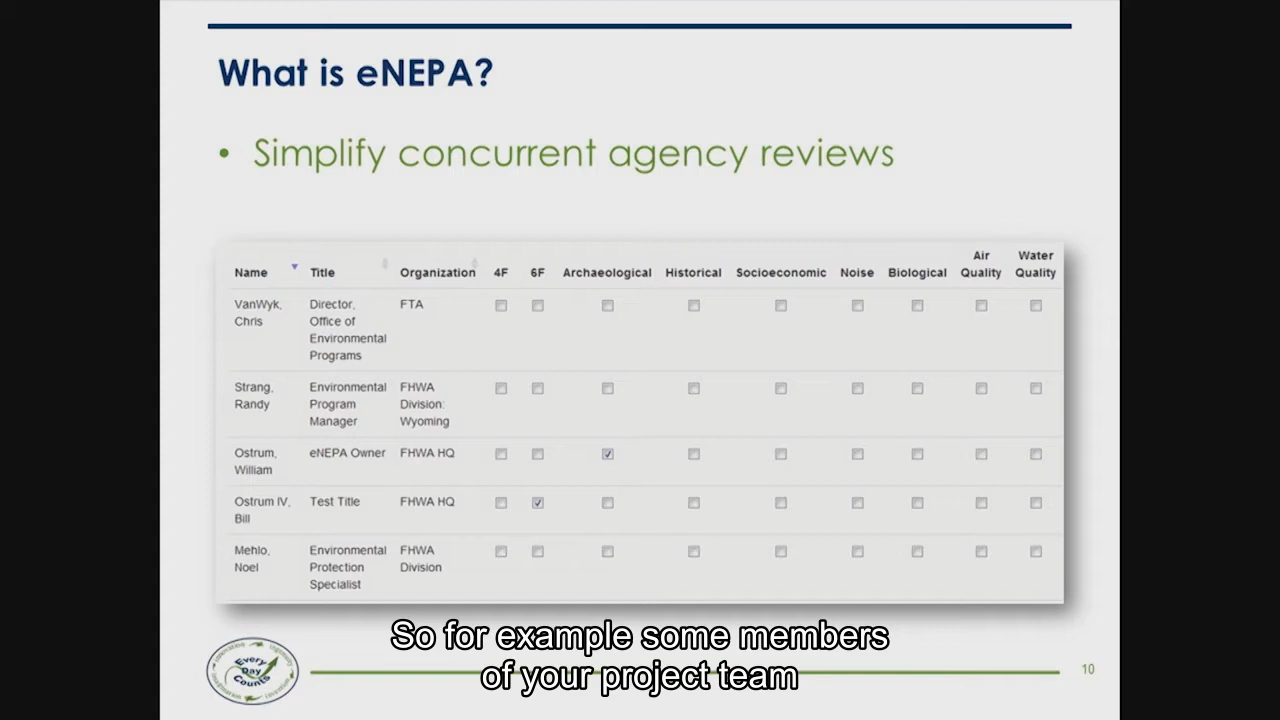 What is eNEPA?
• Simplify concurrent agency reviews
Name Title Organization 4F 6F Archaeological Historical Socioeconomic Noise Biological Air Quality Water Quality
VanWyk, Chris Director, Office of Environmental Programs FTA
Strang, Randy Environmental Program Manager FHWA Division: Wyoming
Ostrum, William eNEPA Owner FHWA HQ
Ostrum IV, Bill Test Title FHWA HQ
Mehlo, Noel Environmental Protection Specialist FHWA Division
So for example some members
of your project team
Every
Day
Counts
10